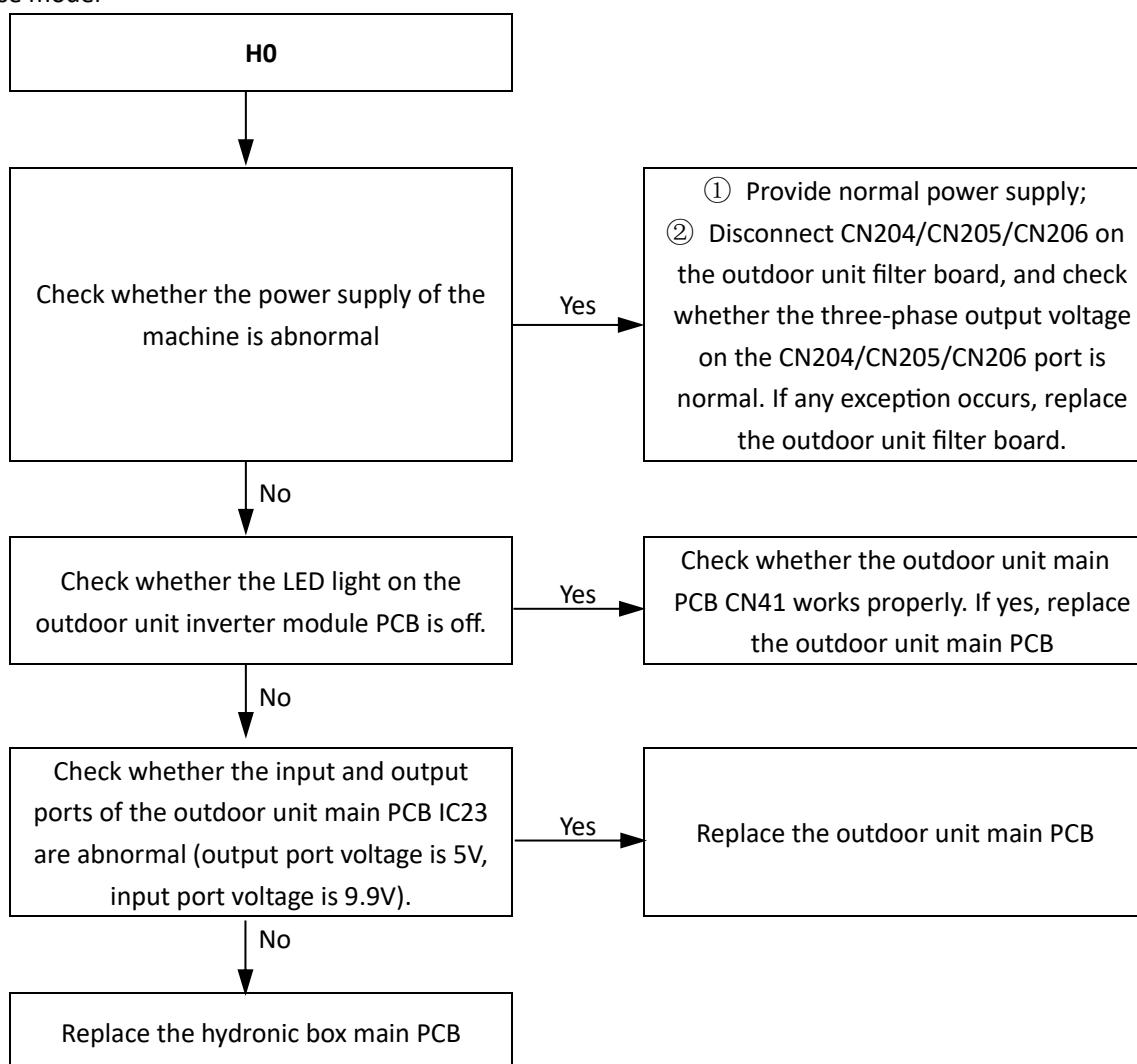 H0
Check whether the power supply of the
machine is abnormal
Yes
① Provide normal power supply;
② Disconnect CN204/CN205/CN206 on
the outdoor unit filter board, and check
whether the three-phase output voltage
on the CN204/CN205/CN206 port is
normal. If any exception occurs, replace
the outdoor unit filter board.
No
Check whether the LED light on the
outdoor unit inverter module PCB is off.
Yes
Check whether the outdoor unit main
PCB CN41 works properly. If yes, replace
the outdoor unit main PCB
No
Check whether the input and output
ports of the outdoor unit main PCB IC23
are abnormal (output port voltage is 5V,
input port voltage is 9.9V).
Yes
Replace the outdoor unit main PCB
No
Replace the hydronic box main PCB